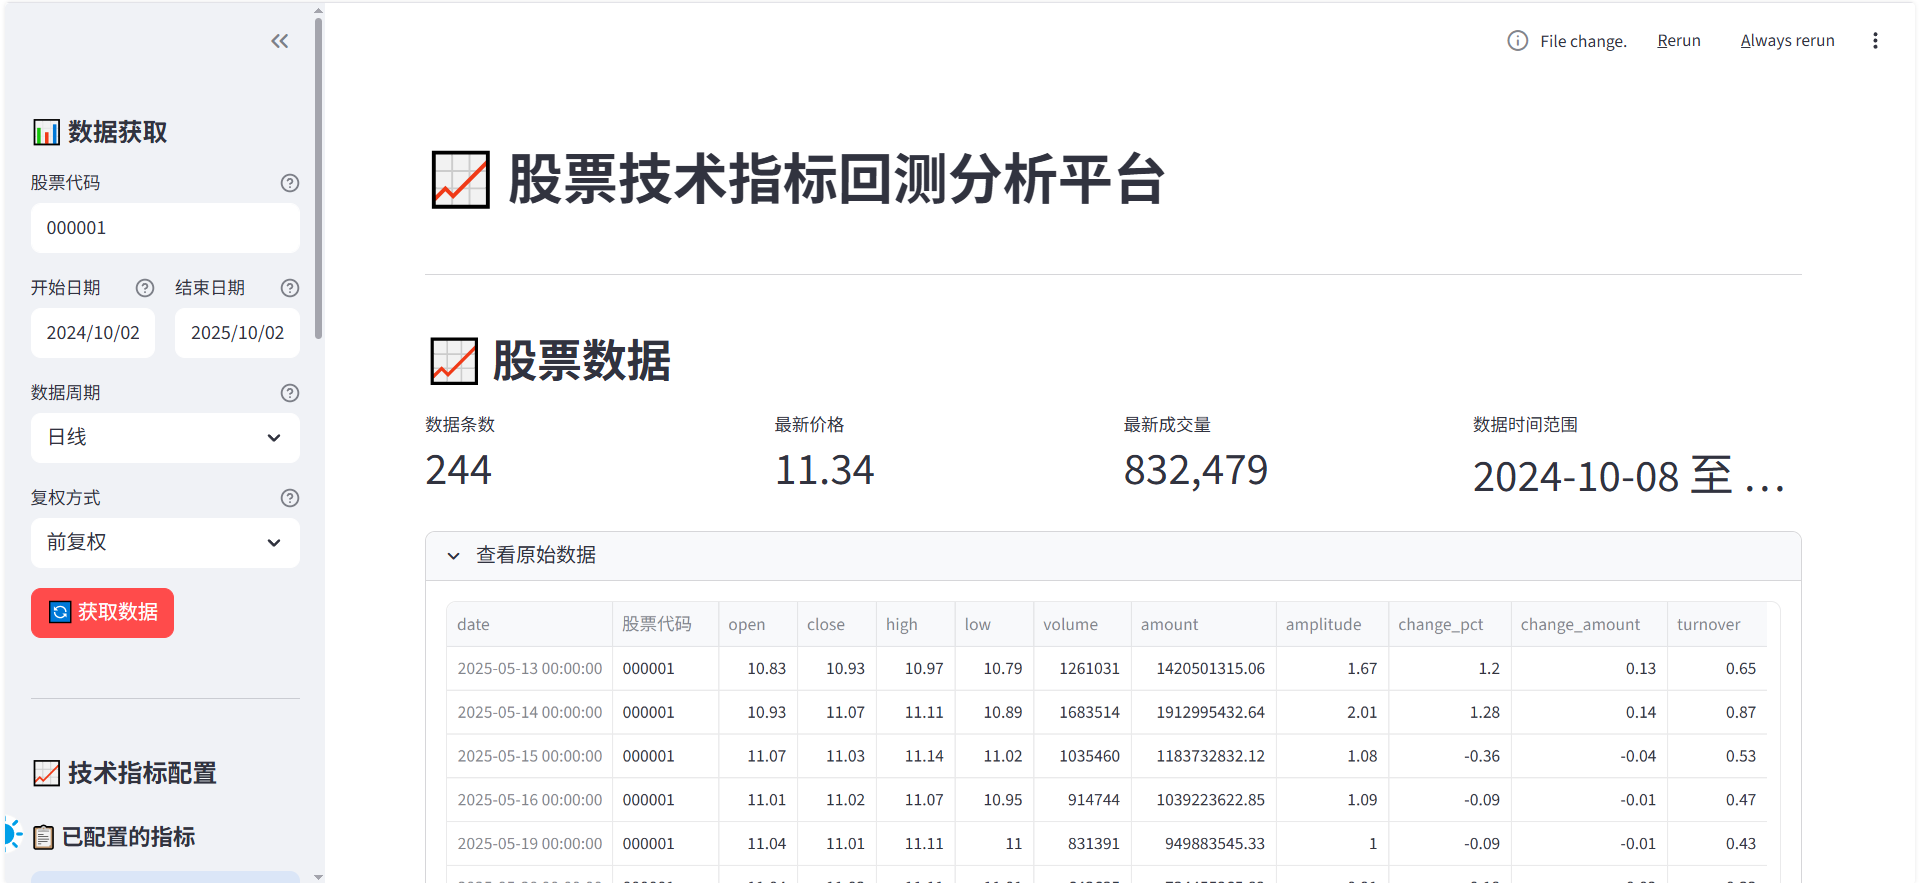 File change. Rerun Always rerun
数据获取
股票代码
000001
开始日期 结束日期
2024/10/02 2025/10/02
数据周期
日线
复权方式
前复权
获取数据
技术指标配置
已配置的指标
股票技术指标回测分析平台
股票数据
数据条数 最新价格 最新成交量 数据时间范围
244 11.34 832,479 2024-10-08 至 …
查看原始数据
date 股票代码 open close high low volume amount amplitude change_pct change_amount turnover
2025-05-13 00:00:00 000001 10.83 10.93 10.97 10.79 1261031 1420501315.06 1.67 1.2 0.13 0.65
2025-05-14 00:00:00 000001 10.93 11.07 11.11 10.89 1683514 1912995432.64 2.01 1.28 0.14 0.87
2025-05-15 00:00:00 000001 11.07 11.03 11.14 11.02 1035460 1183732832.12 1.08 -0.36 -0.04 0.53
2025-05-16 00:00:00 000001 11.01 11.02 11.07 10.95 914744 1039223622.85 1.09 -0.09 -0.01 0.47
2025-05-19 00:00:00 000001 11.04 11.01 11.11 11 831391 949883545.33 1 -0.09 -0.01 0.43